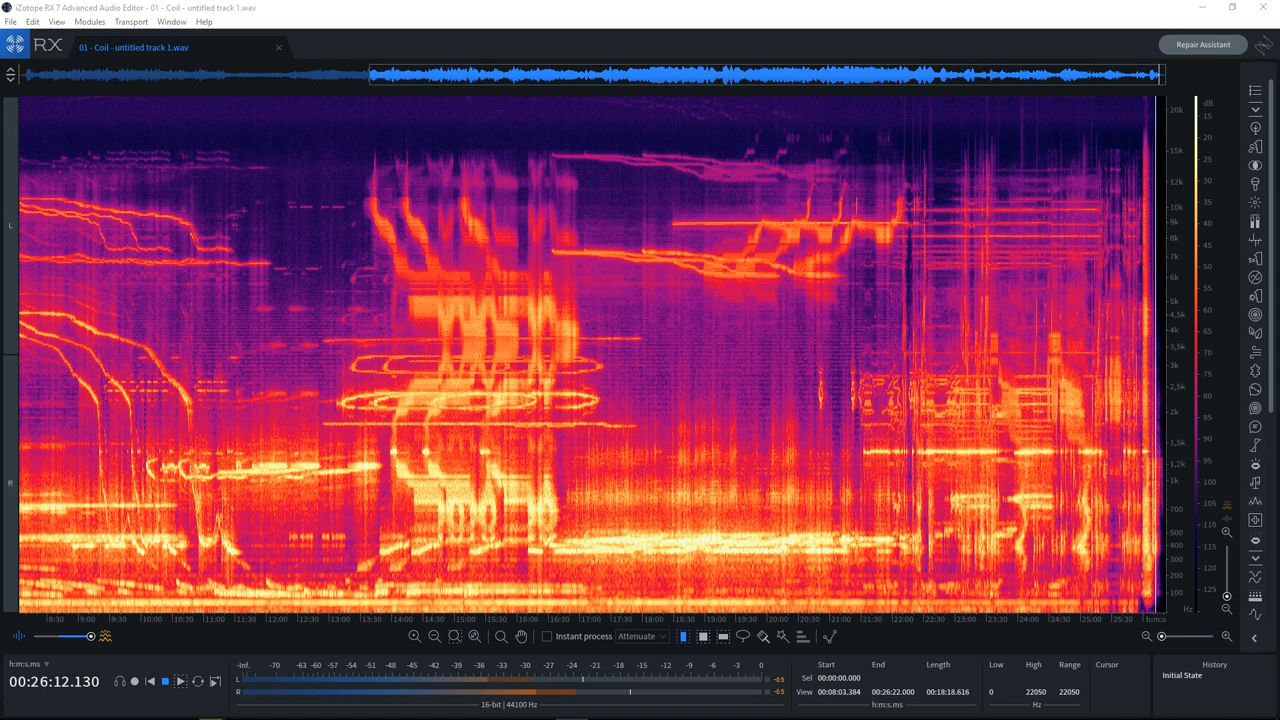 iZotope RX 7 Advanced Audio Editor - 01 - Coil - untitled track 1.wav
File Edit View Modules Transport Window Help
RX 01 - Coil - untitled track 1.wav Repair Assistant
dB
20k 15
20
15k 25
12k 30
10k 35
L 9k 40
8k 45
7k 50
6k 55
5k 60
4,5k
4k 65
3,5k 70
3k 75
2,5k 80
2k 85
1,5k 90
1,2k 95
R 1k 100
700 105
500 110
400 115
300
200 120
100 125
Hz
8:30 9:00 9:30 10:00 10:30 11:00 11:30 12:00 12:30 13:00 13:30 14:00 14:30 15:00 15:30 16:00 16:30 17:00 17:30 18:00 18:30 19:00 19:30 20:00 20:30 21:00 21:30 22:00 22:30 23:00 23:30 24:00 24:30 25:00 25:30 h:m:s
Instant process Attenuate
h:m:s.ms
00:26:12.130
-Inf. -70 -63 -60 -57 -54 -51 -48 -45 -42 -39 -36 -33 -30 -27 -24 -21 -18 -15 -12 -9 -6 -3 0
L -0.5
R -0.5
16-bit | 44100 Hz
Start End Length Low High Range Cursor
Sel 00:00:00.000
View 00:08:03.384 00:26:22.000 00:18:18.616 0 22050 22050
h:m:s.ms Hz
History
Initial State